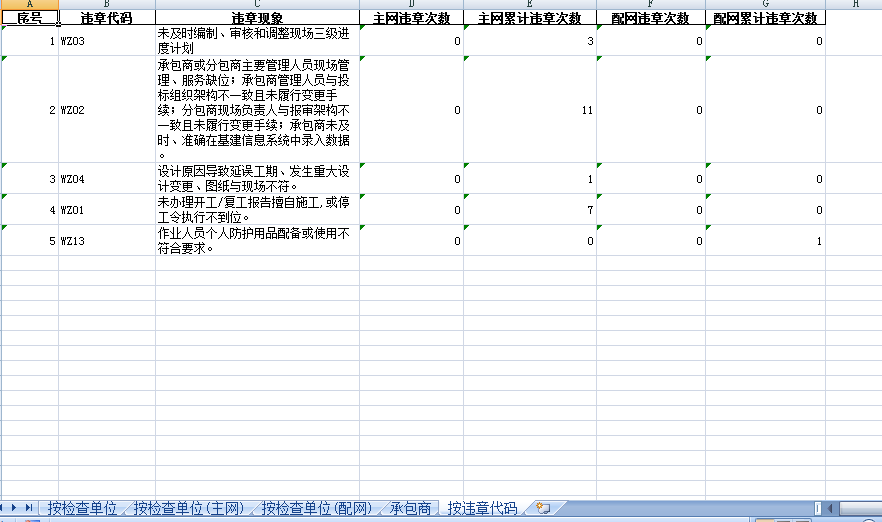 A B C D E F G H
序号 违章代码 违章现象 主网违章次数 主网累计违章次数 配网违章次数 配网累计违章次数
1 WZ03 未及时编制、审核和调整现场三级进 0 3 0 0
度计划
承包商或分包商主要管理人员现场管
理、服务缺位；承包商管理人员与投
标组织架构不一致且未履行变更手
2 WZ02 续；分包商现场负责人与报审架构不 0 11 0 0
一致且未履行变更手续；承包商未及
时、准确在基建信息系统中录入数据
。
3 WZ04 设计原因导致延误工期、发生重大设 0 1 0 0
计变更、图纸与现场不符。
4 WZ01 未办理开工/复工报告擅自施工,或停 0 7 0 0
工令执行不到位。
5 WZ13 作业人员个人防护用品配备或使用不 0 0 0 1
符合要求。
按检查单位 按检查单位(主网) 按检查单位(配网) 承包商 按违章代码